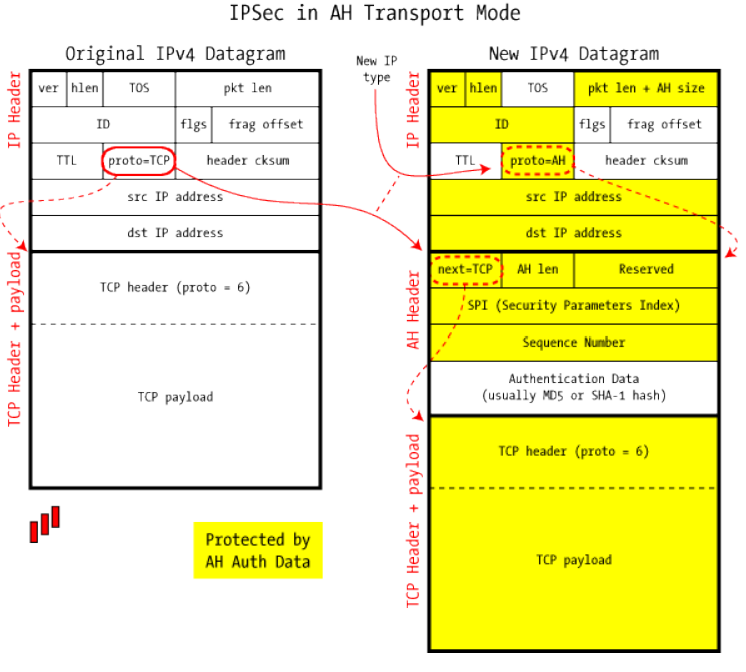 IPSec in AH Transport Mode
Original IPv4 Datagram
IP Header
ver hlen TOS pkt len
ID flgs frag offset
TTL proto=TCP header cksum
src IP address
dst IP address
TCP Header + payload
TCP header (proto = 6)
TCP payload
New IP
type
New IPv4 Datagram
IP Header
ver hlen TOS pkt len + AH size
ID flgs frag offset
TTL proto=AH header cksum
src IP address
dst IP address
AH Header
next=TCP AH len Reserved
SPI (Security Parameters Index)
Sequence Number
Authentication Data
(usually MD5 or SHA-1 hash)
TCP Header + payload
TCP header (proto = 6)
TCP payload
Protected by
AH Auth Data